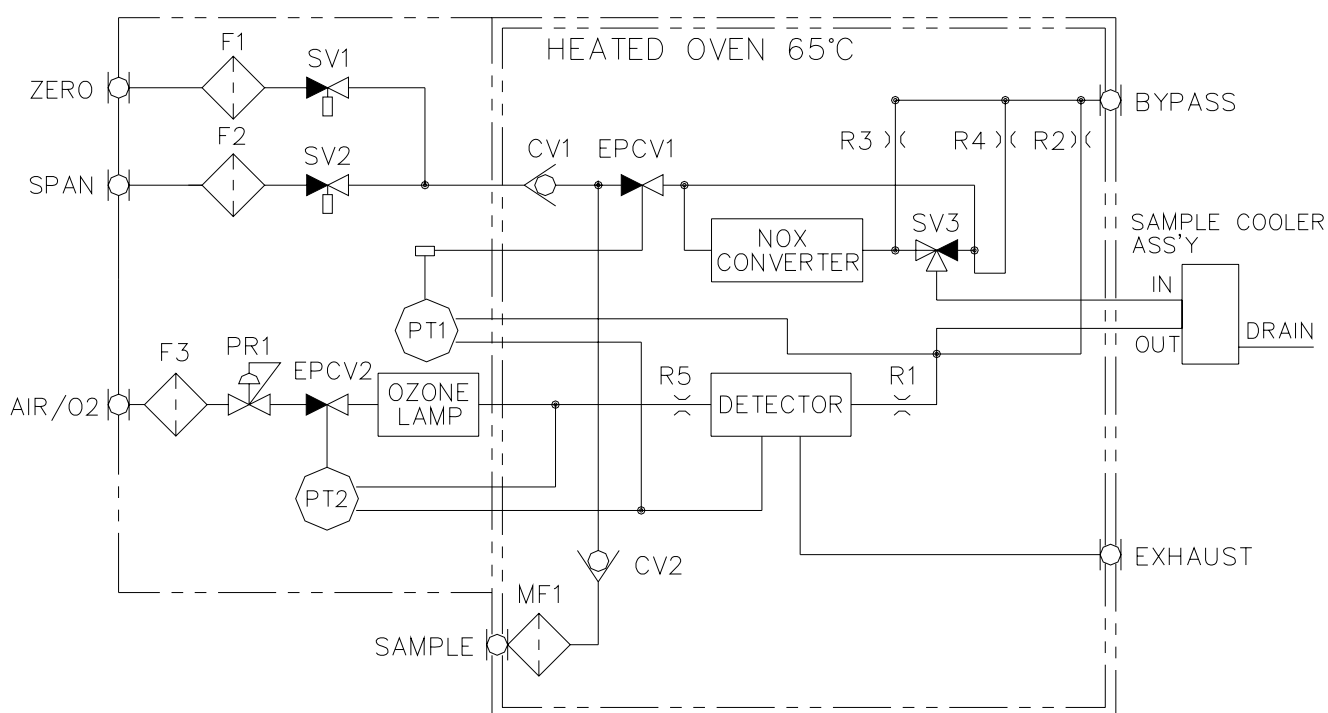 HEATED OVEN 65°C
F1
SV1
ZERO
BYPASS
F2
SV2
CV1
EPCV1
R3
R4
R2
SPAN
SV3
SAMPLE COOLER
ASS'Y
NOX
CONVERTER
IN
PT1
DRAIN
OUT
F3
PR1
EPCV2
R5
R1
AIR/O2
OZONE
LAMP
DETECTOR
PT2
EXHAUST
CV2
MF1
SAMPLE